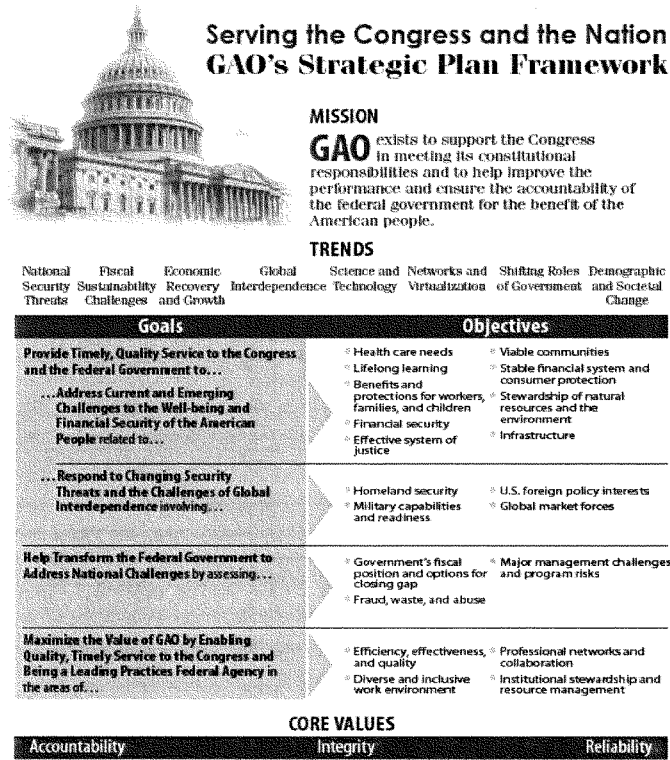 Serving the Congress and the Nation
GAO's Strategic Plan Framework
MISSION
GAO exists to support the Congress
in meeting its constitutional
responsibilities and to help improve the
performance and ensure the accountability of
the federal government for the benefit of the
American people.
TRENDS
National
Security
Threats
Fiscal
Sustainability
Challenges
Economic
Recovery
and Growth
Global
Interdependence
Science and
Technology
Networks and
Virtualization
Shifting Roles
of Government
Demographic
and Societal
Change
Goals
Objectives
Provide Timely, Quality Service to the Congress
and the Federal Government to...
...Address Current and Emerging
Challenges to the Well-being and
Financial Security of the American
People related to...
Health care needs
Lifelong learning
Benefits and
protections for workers,
families, and children
Financial security
Effective system of
justice
Viable communities
Stable financial system and
consumer protection
Stewardship of natural
resources and the
environment
Infrastructure
...Respond to Changing Security
Threats and the Challenges of Global
Interdependence involving...
Homeland security
Military capabilities
and readiness
U.S. foreign policy interests
Global market forces
Help Transform the Federal Government to
Address National Challenges by assessing...
Government's fiscal
position and options for
closing gap
Fraud, waste, and abuse
Major management challenges
and program risks
Maximize the Value of GAO by Enabling
Quality, Timely Service to the Congress and
Being a Leading Practices Federal Agency in
the areas of...
Efficiency, effectiveness,
and quality
Diverse and inclusive
work environment
Professional networks and
collaboration
Institutional stewardship and
resource management
CORE VALUES
Accountability
Integrity
Reliability